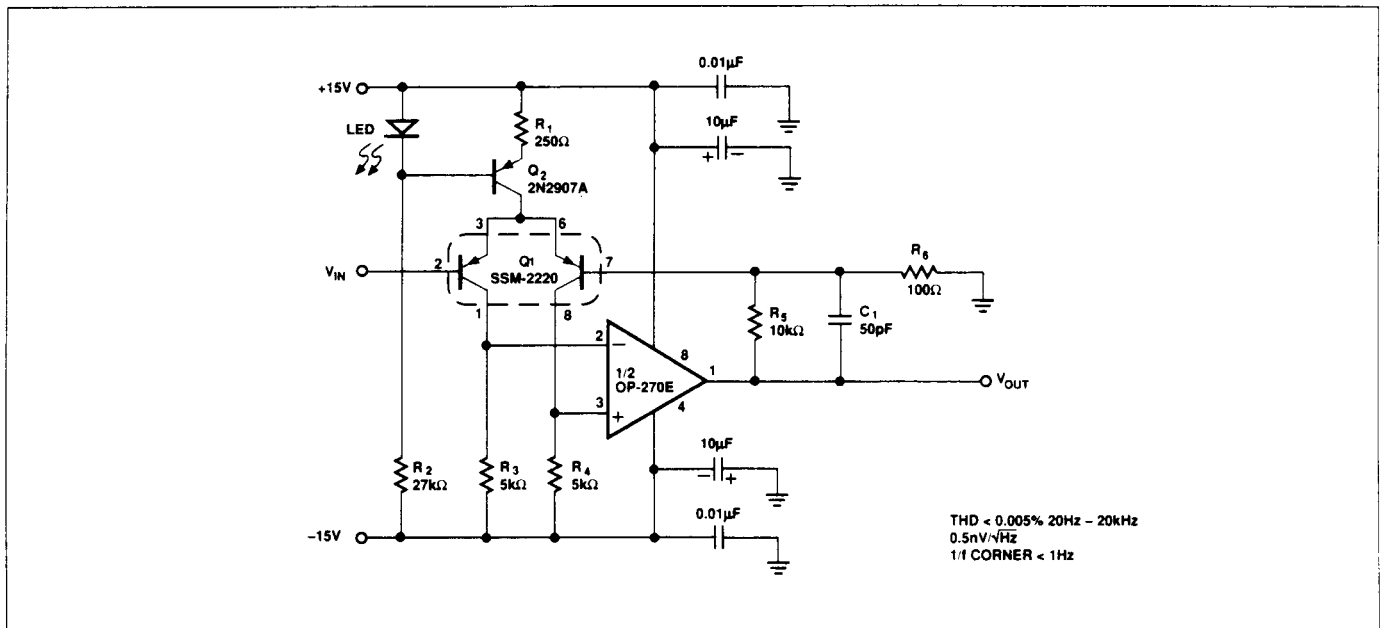 0.01µF
+15V
LED
R1
250Ω
10µF
+ −
Q2
2N2907A
3
6
VIN
2
Q1
SSM-2220
7
R6
100Ω
1
8
R5
10kΩ
C1
50pF
2
−
8
1/2
OP-270E
1
VOUT
3
+
4
10µF
− +
R2
27kΩ
R3
5kΩ
R4
5kΩ
0.01µF
−15V
THD < 0.005% 20Hz – 20kHz
0.5nV/√Hz
1/f CORNER < 1Hz